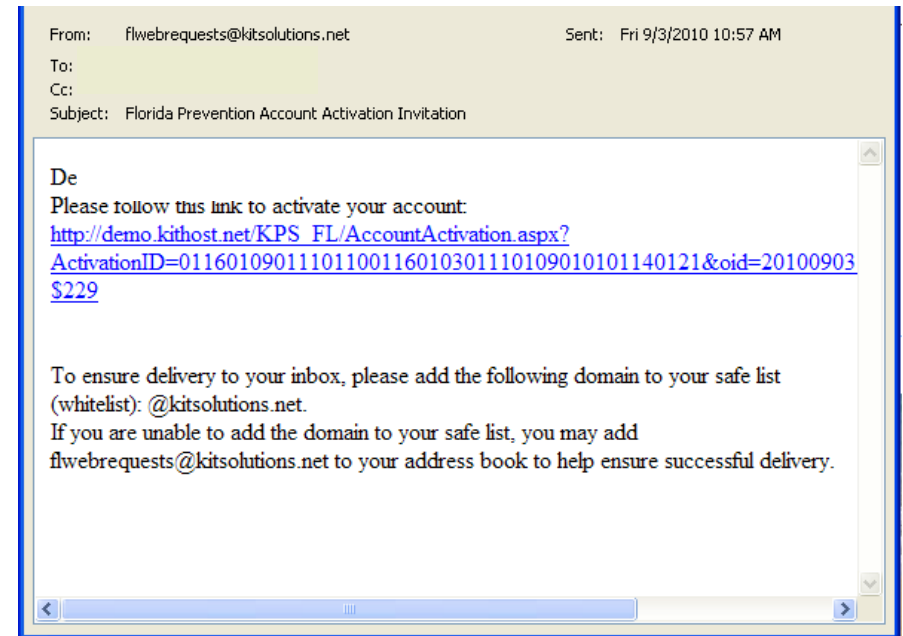 From: flwebrequests@kitsolutions.net Sent: Fri 9/3/2010 10:57 AM
To:
Cc:
Subject: Florida Prevention Account Activation Invitation
De
Please follow this link to activate your account:
http://demo.kithost.net/KPS_FL/AccountActivation.aspx?
ActivationID=01160109011101100116010301110109010101140121&oid=20100903
$229
To ensure delivery to your inbox, please add the following domain to your safe list
(whitelist): @kitsolutions.net.
If you are unable to add the domain to your safe list, you may add
flwebrequests@kitsolutions.net to your address book to help ensure successful delivery.